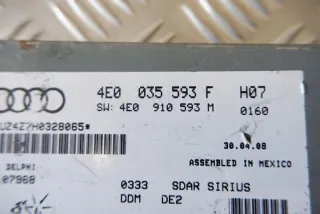 4E0 035 593 F H07
SW: 4E0 910 593 M 0160
UZ4Z7H0328065*
30.04.08
DELPHI
ASSEMBLED IN MEXICO
07968
0333 SDAR SIRIUS
DDM DE2